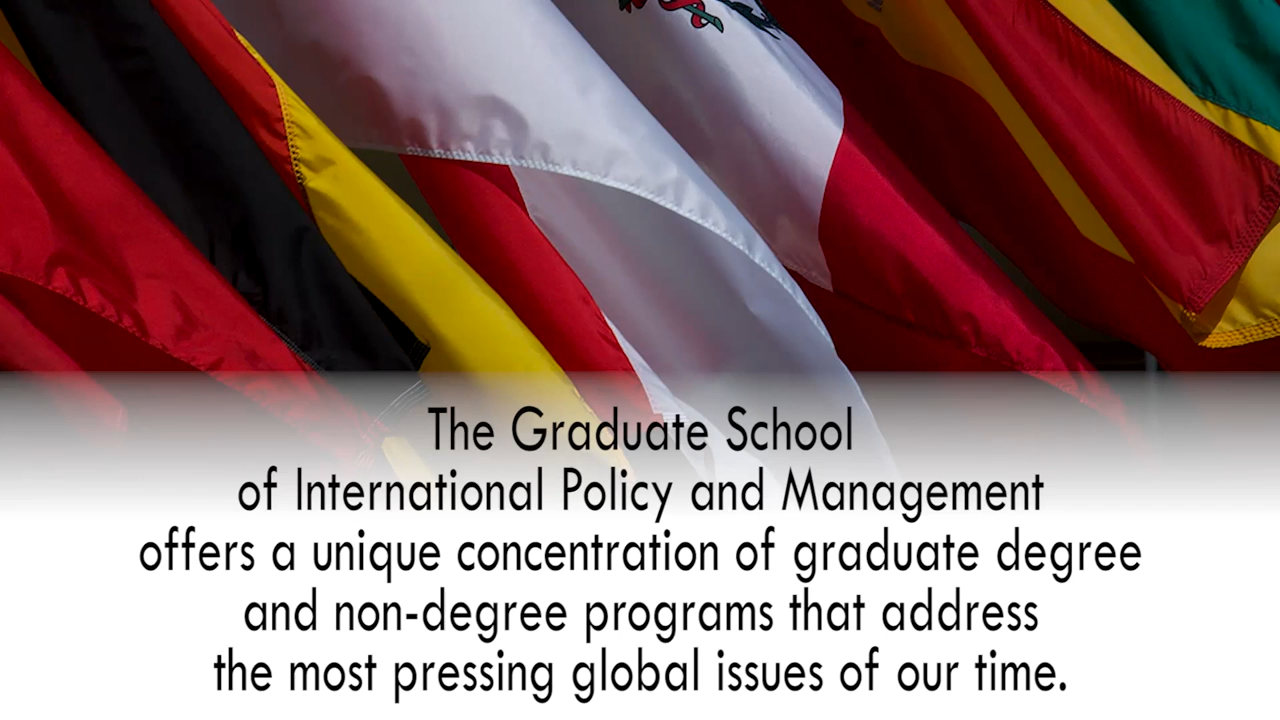 The Graduate School
of International Policy and Management
offers a unique concentration of graduate degree
and non-degree programs that address
the most pressing global issues of our time.